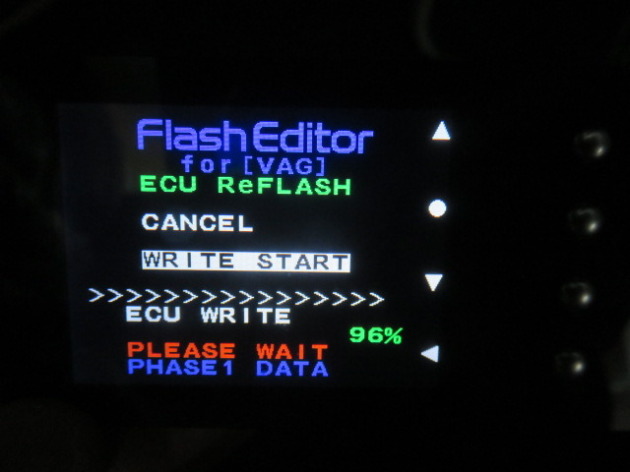 FlashEditor
for[VAG]
ECU ReFLASH
CANCEL
WRITE START
>>>>>>>>>>>>>>>>
ECU WRITE
96%
PLEASE WAIT
PHASE1 DATA